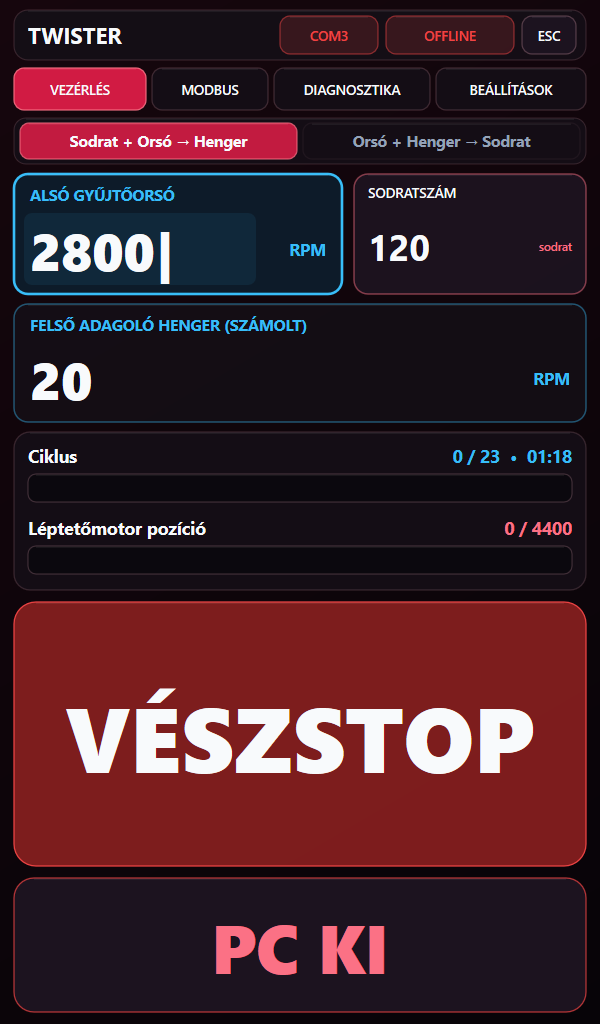 TWISTER COM3 OFFLINE ESC
VEZÉRLÉS MODBUS DIAGNOSZTIKA BEÁLLÍTÁSOK
Sodrat + Orsó → Henger Orsó + Henger → Sodrat
ALSÓ GYŰJTŐORSÓ
2800 RPM
SODRATSZÁM
120 sodrat
FELSŐ ADAGOLÓ HENGER (SZÁMOLT)
20 RPM
Ciklus 0 / 23 • 01:18
Léptetőmotor pozíció 0 / 4400
VÉSZSTOP
PC KI